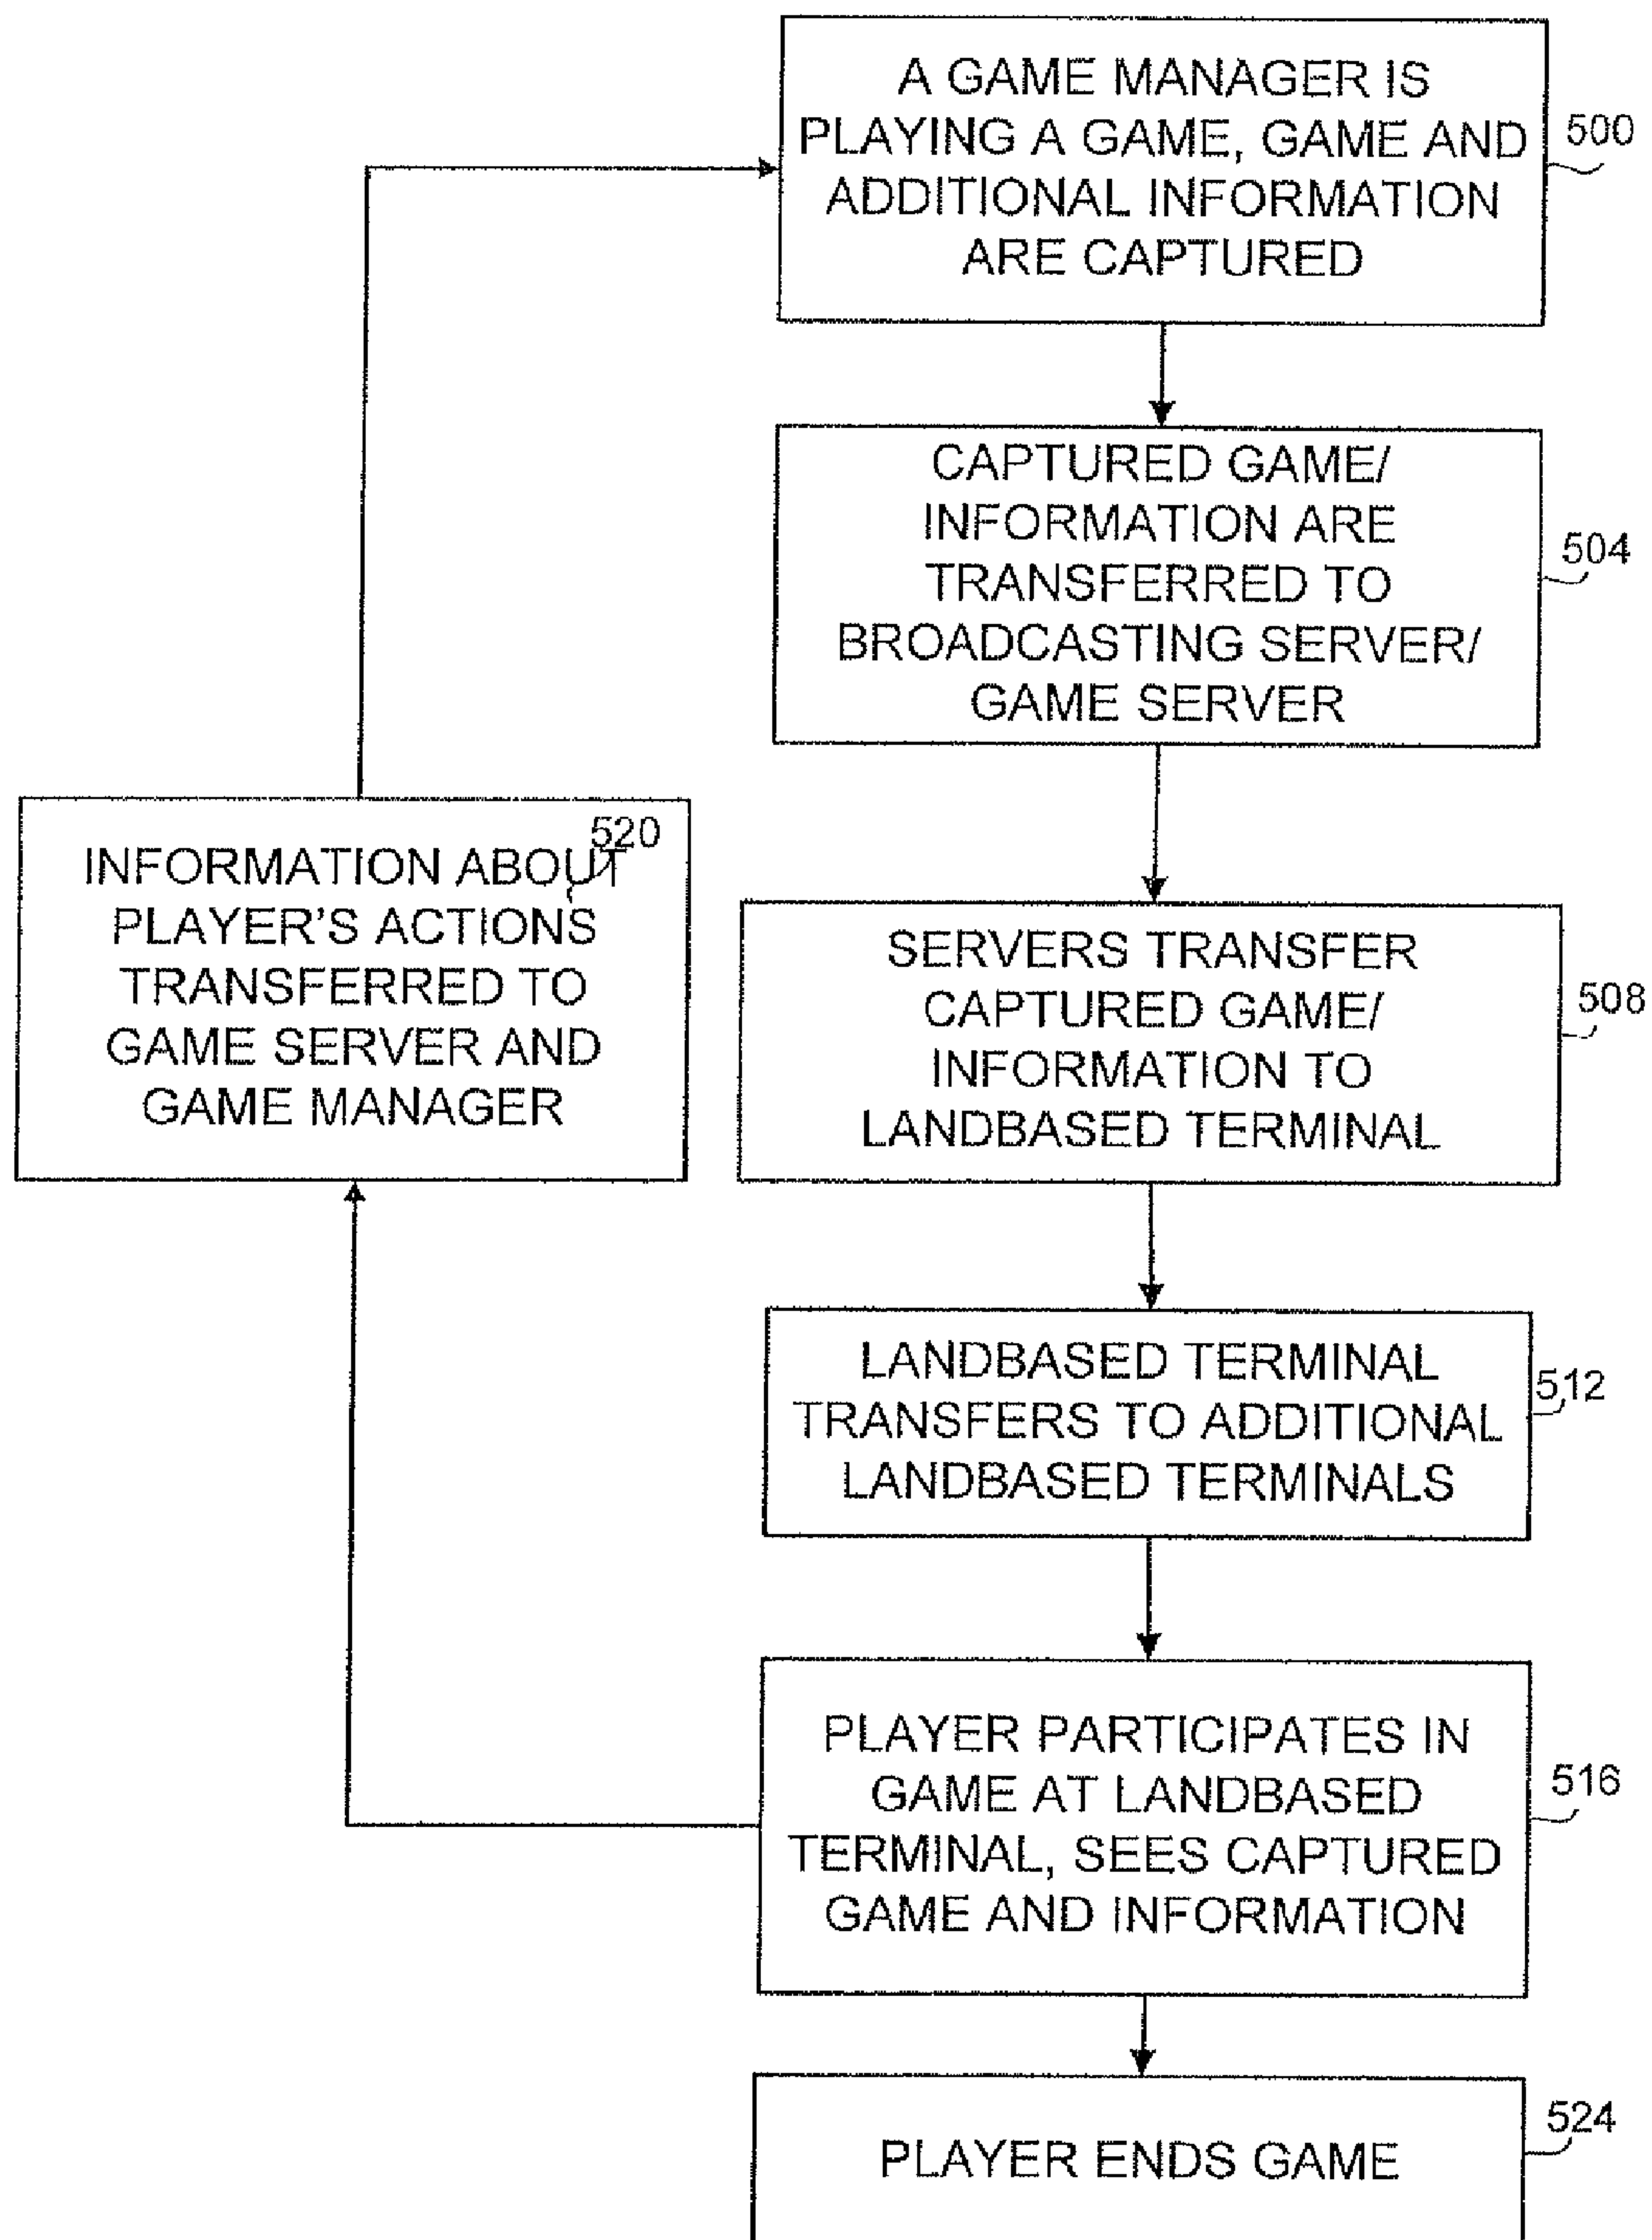 A GAME MANAGER IS
PLAYING A GAME, GAME AND
ADDITIONAL INFORMATION
ARE CAPTURED
500
CAPTURED GAME/
INFORMATION ARE
TRANSFERRED TO
BROADCASTING SERVER/
GAME SERVER
504
520
INFORMATION ABOUT
PLAYER'S ACTIONS
TRANSFERRED TO
GAME SERVER AND
GAME MANAGER
SERVERS TRANSFER
CAPTURED GAME/
INFORMATION TO
LANDBASED TERMINAL
508
LANDBASED TERMINAL
TRANSFERS TO ADDITIONAL
LANDBASED TERMINALS
512
PLAYER PARTICIPATES IN
GAME AT LANDBASED
TERMINAL, SEES CAPTURED
GAME AND INFORMATION
516
PLAYER ENDS GAME
524